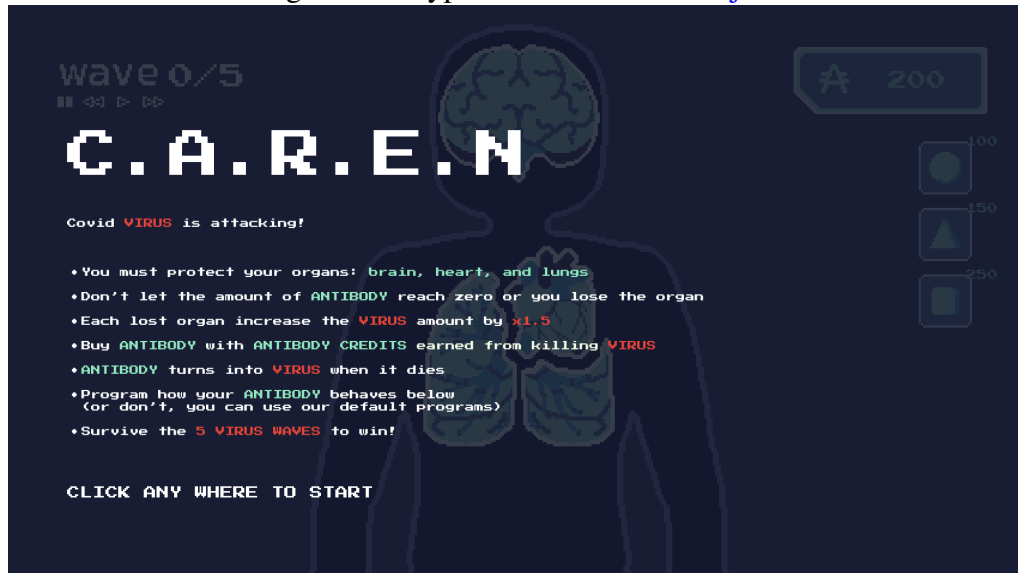 wave 0/5
200
C.A.R.E.N
100
150
250
Covid VIRUS is attacking!
•You must protect your organs: brain, heart, and lungs
•Don't let the amount of ANTIBODY reach zero or you lose the organ
•Each lost organ increase the VIRUS amount by x1.5
•Buy ANTIBODY with ANTIBODY CREDITS earned from killing VIRUS
•ANTIBODY turns into VIRUS when it dies
•Program how your ANTIBODY behaves below
(or don't, you can use our default programs)
•Survive the 5 VIRUS WAVES to win!
CLICK ANY WHERE TO START